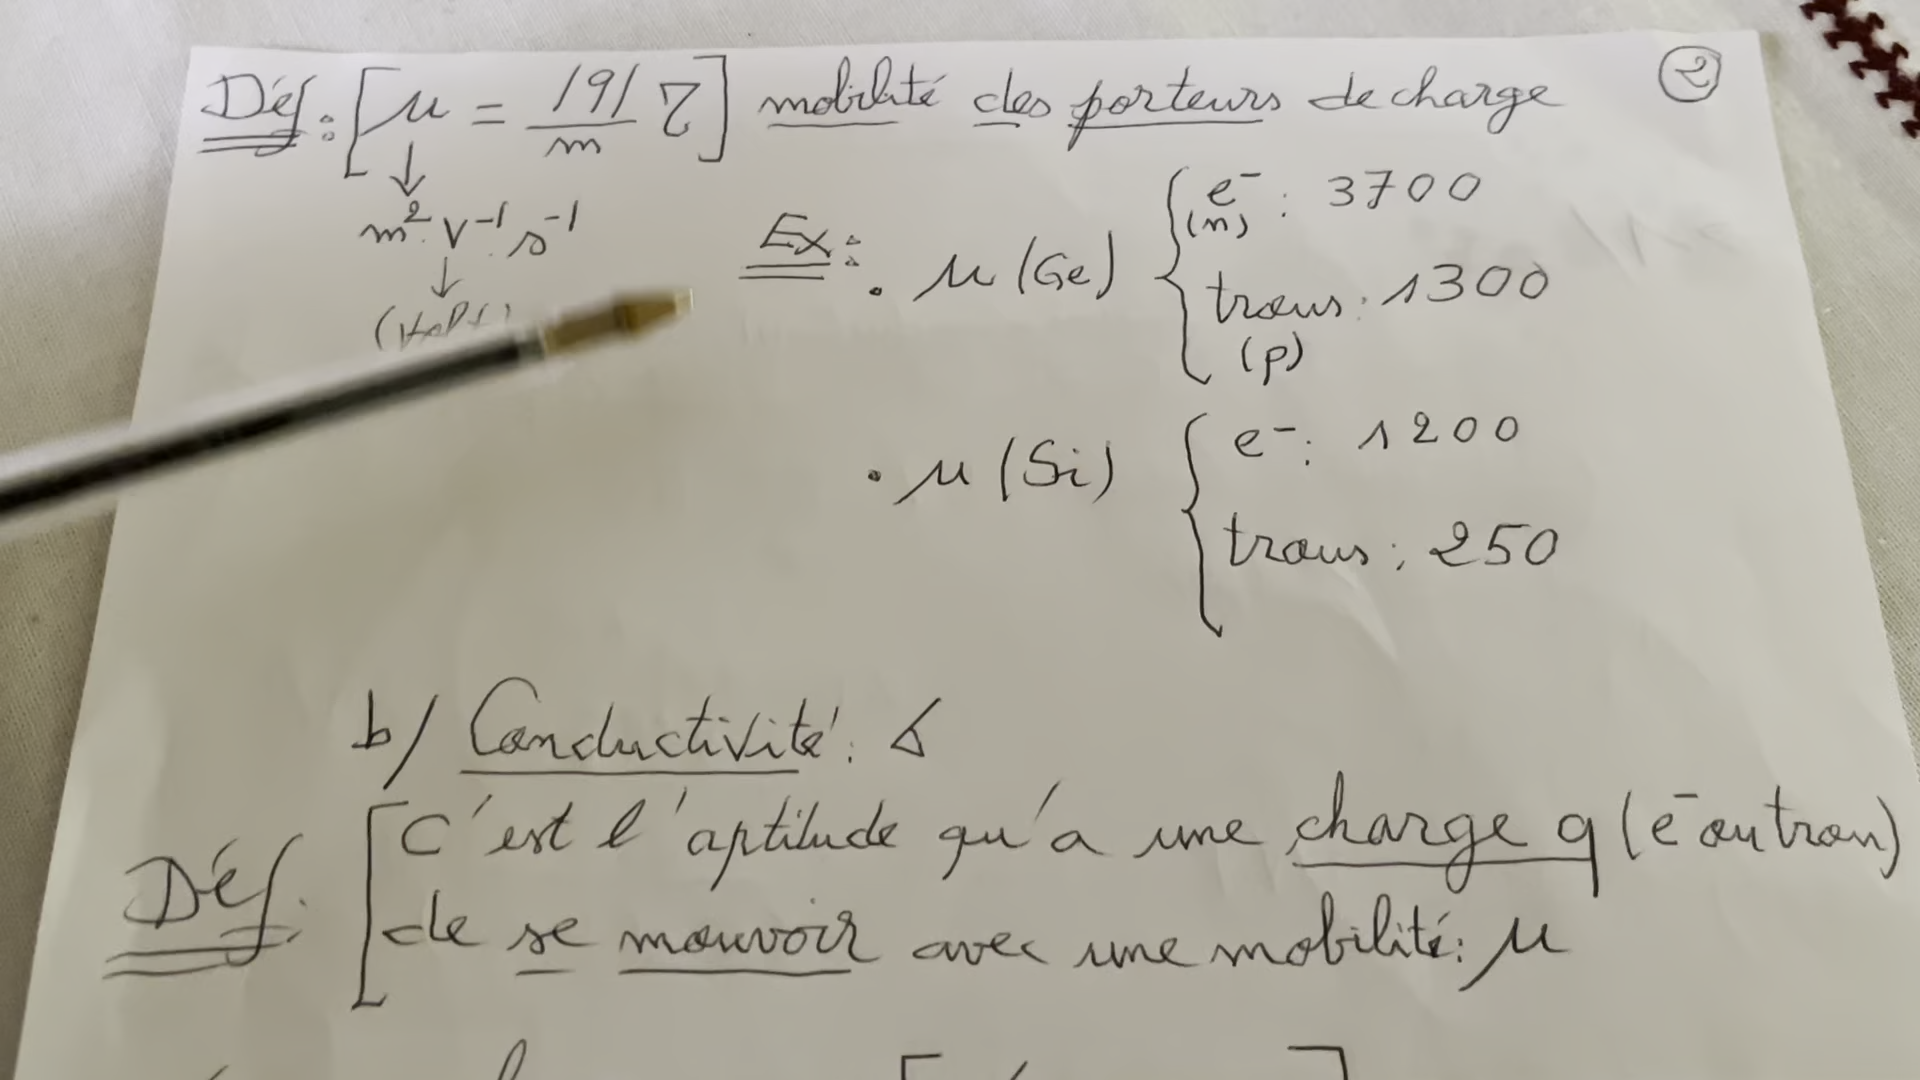 Déf: [μ = |q|/m τ] mobilité des porteurs de charge
②
m².V⁻¹.s⁻¹
Ex: . μ (Ge) { e⁻ (n) : 3700
trous : 1300
(p)
. μ (Si) { e⁻ : 1200
trous : 250
b/ Conductivité : σ
Déf. [C'est l'aptitude qu'a une charge q (e⁻ ou trou)
de se mouvoir avec une mobilité : μ